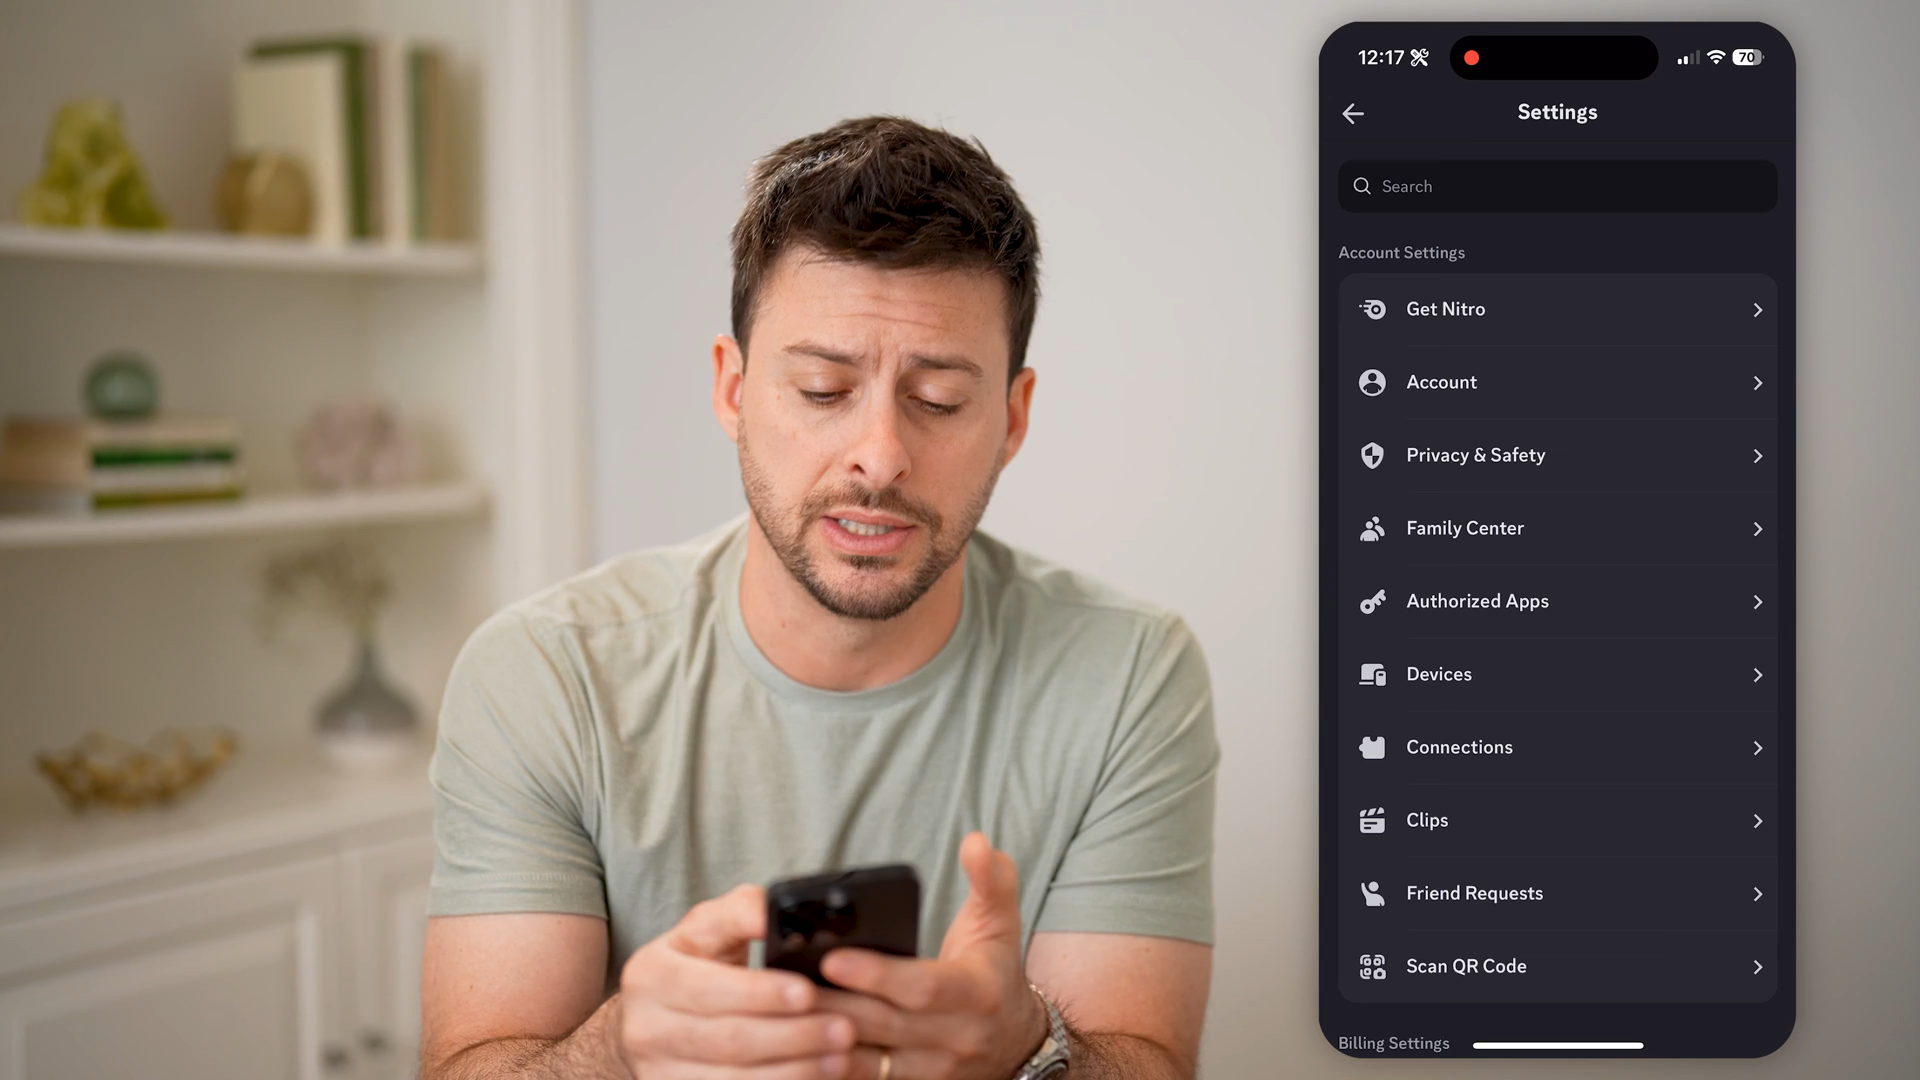 12:17
70
Settings
Search
Account Settings
Get Nitro
Account
Privacy & Safety
Family Center
Authorized Apps
Devices
Connections
Clips
Friend Requests
Scan QR Code
Billing Settings